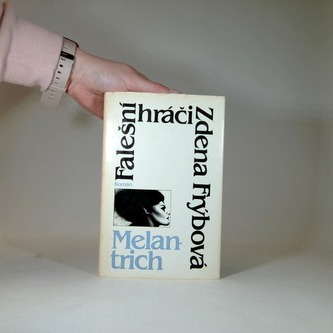 Falešní
hráči
Zdena Frýbová
Román
Melan-
trich